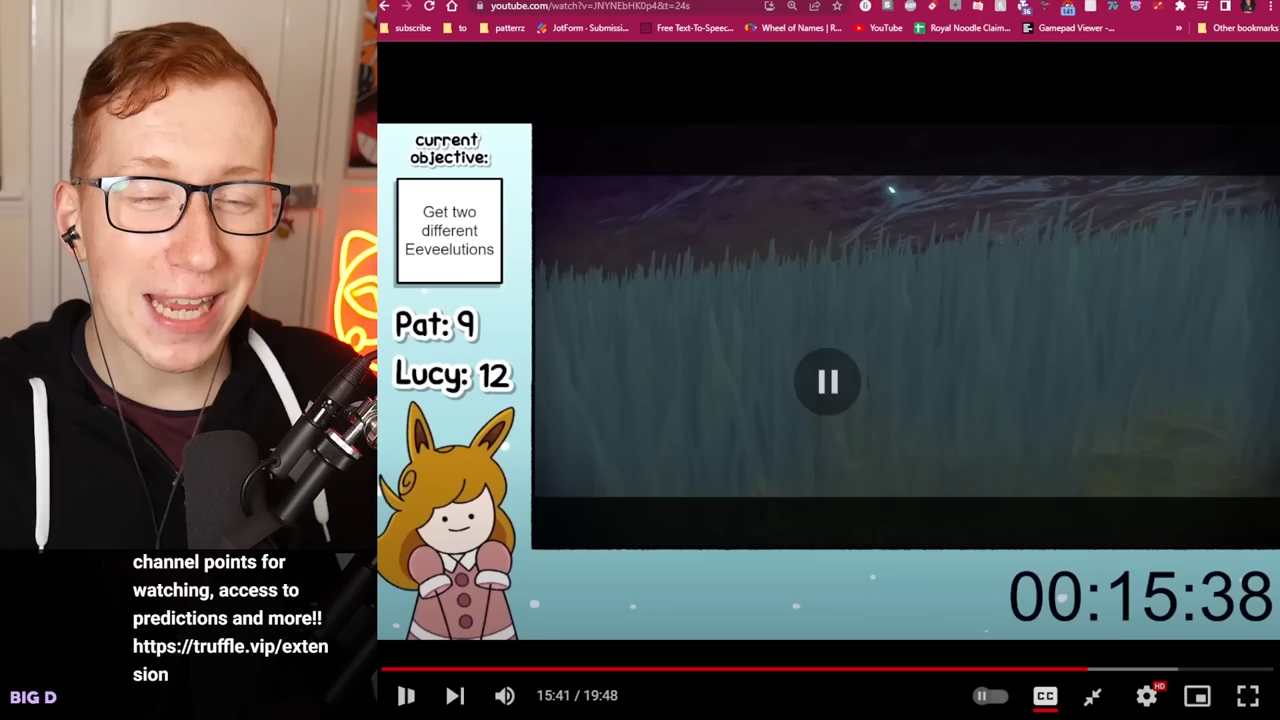 youtube.com/watch?v=JNYNEbHK0p4&t=24s
subscribe
to
patterrz
JotForm · Submissi...
Free Text-To-Speec...
Wheel of Names | R...
YouTube
Royal Noodle Claim...
Gamepad Viewer -...
»
Other bookmarks
current
objective:
Get two
different
Eeveelutions
Pat: 9
Lucy: 12
00:15:38
channel points for
watching, access to
predictions and more!!
https://truffle.vip/exten
sion
BIG D
15:41 / 19:48
CC
HD